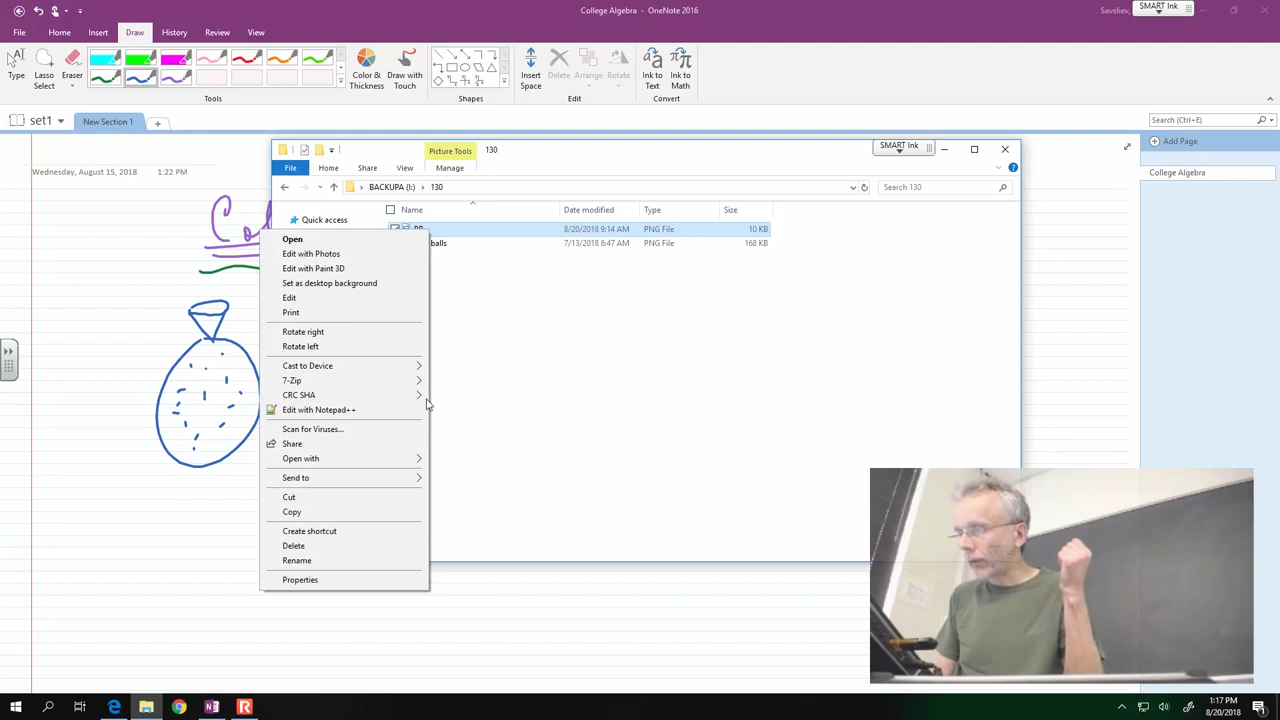 College Algebra - OneNote 2016
Saveliev,
SMART Ink
File Home Insert Draw History Review View
Type
Lasso Select
Eraser
Color & Thickness
Draw with Touch
Insert Space
Delete
Arrange
Rotate
Ink to Text
Ink to Math
Tools
Shapes
Edit
Convert
set1
New Section 1
Search (Ctrl+E)
Add Page
College Algebra
Wednesday, August 15, 2018 1:22 PM
Picture Tools 130
SMART Ink
File Home Share View Manage
BACKUPA (I:) 130
Search 130
Quick access
Name Date modified Type Size
8/20/2018 9:14 AM PNG File 10 KB
balls 7/13/2018 8:47 AM PNG File 168 KB
Open
Edit with Photos
Edit with Paint 3D
Set as desktop background
Edit
Print
Rotate right
Rotate left
Cast to Device
7-Zip
CRC SHA
Edit with Notepad++
Scan for Viruses...
Share
Open with
Send to
Cut
Copy
Create shortcut
Delete
Rename
Properties
1:17 PM
8/20/2018